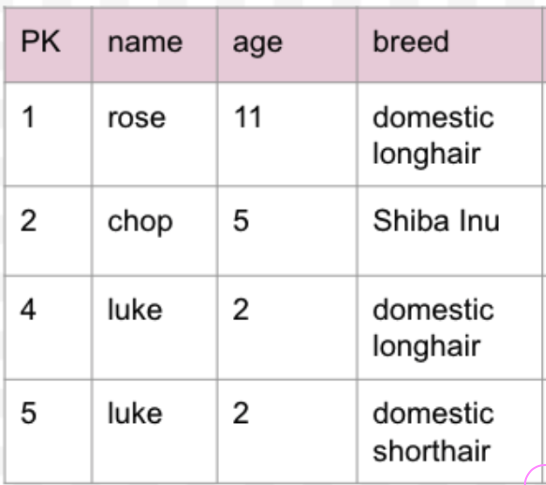 PK name age breed
1 rose 11 domestic
longhair
2 chop 5 Shiba Inu
4 luke 2 domestic
longhair
5 luke 2 domestic
shorthair